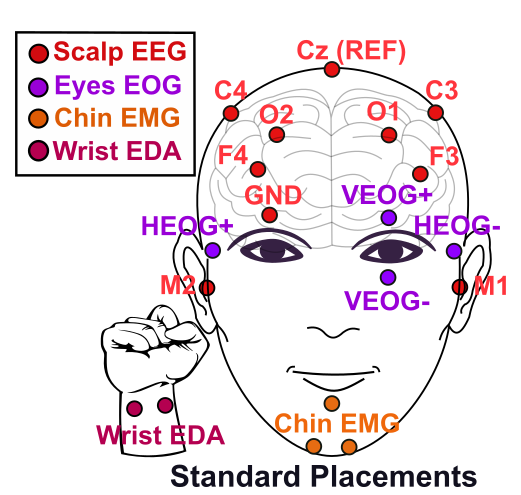 Scalp EEG
Eyes EOG
Chin EMG
Wrist EDA
Cz (REF)
C4
C3
O2
O1
F4
F3
GND
VEOG+
HEOG+
HEOG-
M2
M1
VEOG-
Chin EMG
Wrist EDA
Standard Placements